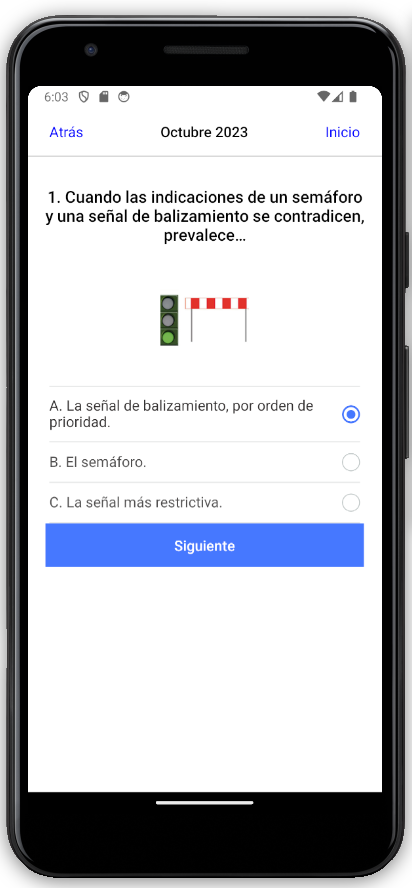 6:03
Atrás Octubre 2023 Inicio
1. Cuando las indicaciones de un semáforo
y una señal de balizamiento se contradicen,
prevalece...
A. La señal de balizamiento, por orden de
prioridad.
B. El semáforo.
C. La señal más restrictiva.
Siguiente